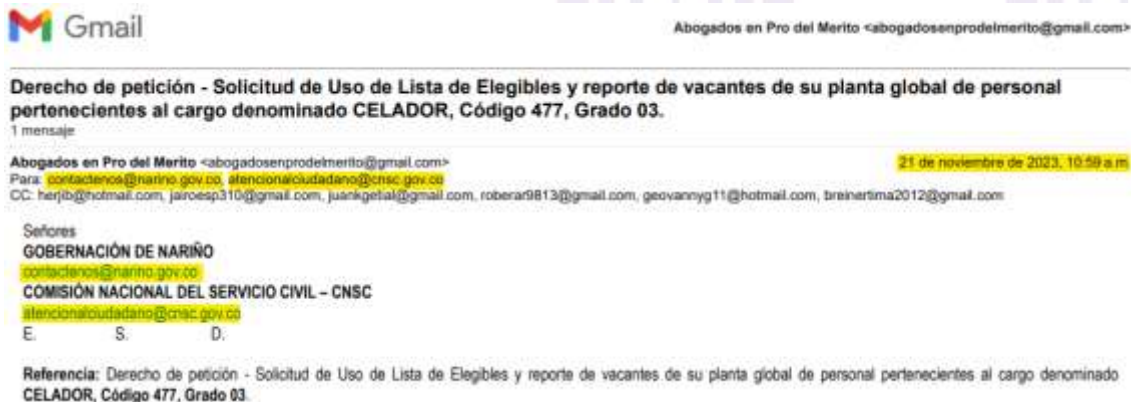 Gmail
Abogados en Pro del Merito <abogadosenprodelmerito@gmail.com>
Derecho de petición - Solicitud de Uso de Lista de Elegibles y reporte de vacantes de su planta global de personal
pertenecientes al cargo denominado CELADOR, Código 477, Grado 03.
1 mensaje
Abogados en Pro del Merito <abogadosenprodelmerito@gmail.com>
21 de noviembre de 2023, 10:59 a.m.
Para: contactenos@narino.gov.co, atencionalciudadano@cnsc.gov.co
CC: herjib@hotmail.com, jairoesp310@gmail.com, juankgetial@gmail.com, roberar9813@gmail.com, geovannyg11@hotmail.com, breinertima2012@gmail.com
Señores
GOBERNACIÓN DE NARIÑO
contactenos@narino.gov.co
COMISIÓN NACIONAL DEL SERVICIO CIVIL – CNSC
atencionalciudadano@cnsc.gov.co
E. S. D.
Referencia: Derecho de petición - Solicitud de Uso de Lista de Elegibles y reporte de vacantes de su planta global de personal pertenecientes al cargo denominado
CELADOR, Código 477, Grado 03.